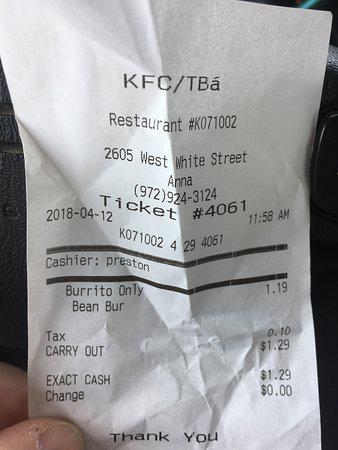 KFC/TBá
Restaurant #K071002
2605 West White Street
Anna
(972)924-3124
Ticket #4061
2018-04-12 11:58 AM
K071002 4 29 4061
Cashier: preston
Burrito Only 1.19
Bean Bur
Tax 0.10
CARRY OUT $1.29
EXACT CASH $1.29
Change $0.00
Thank You